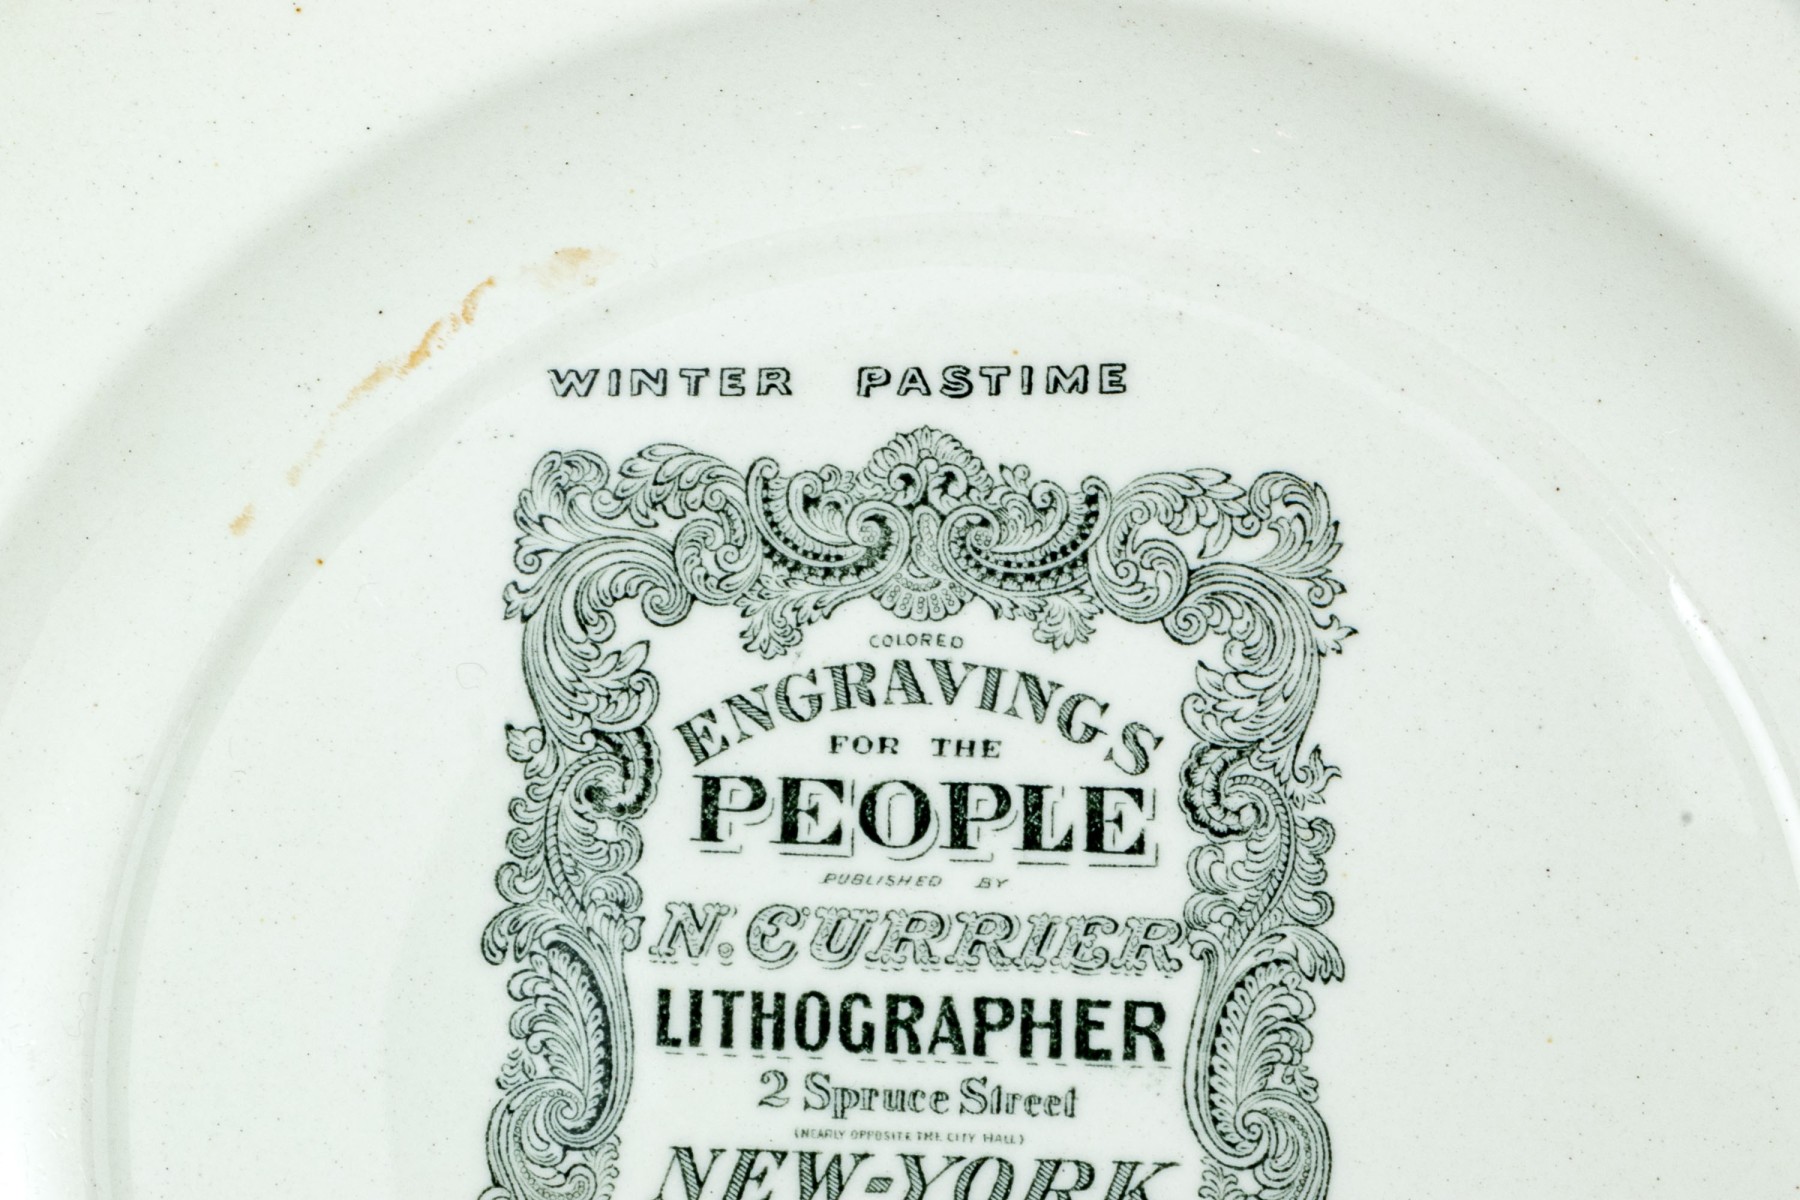 WINTER PASTIME
COLORED
ENGRAVINGS
FOR THE
PEOPLE
PUBLISHED BY
N. CURRIER
LITHOGRAPHER
2 Spruce Street
(NEARLY OPPOSITE THE CITY HALL)
NEW-YORK